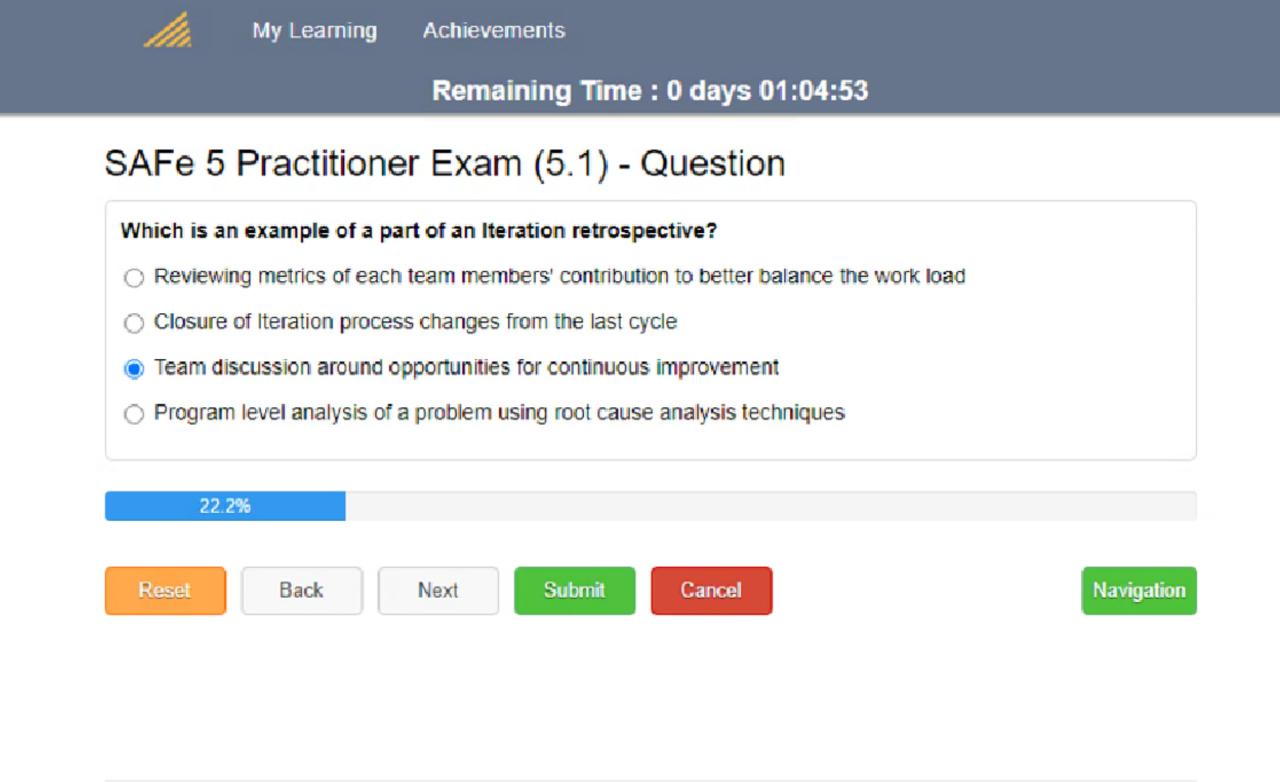 My Learning Achievements
Remaining Time : 0 days 01:04:53
SAFe 5 Practitioner Exam (5.1) - Question
Which is an example of a part of an Iteration retrospective?
Reviewing metrics of each team members' contribution to better balance the work load
Closure of Iteration process changes from the last cycle
Team discussion around opportunities for continuous improvement
Program level analysis of a problem using root cause analysis techniques
22.2%
Reset Back Next Submit Cancel Navigation